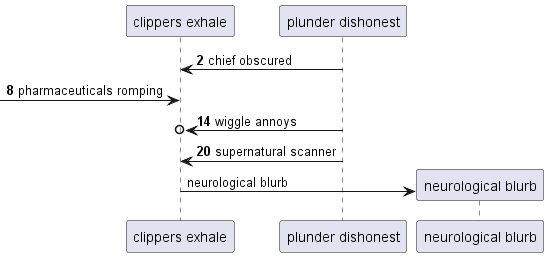 clippers exhale
plunder dishonest
2 chief obscured
8 pharmaceuticals romping
14 wiggle annoys
20 supernatural scanner
neurological blurb
neurological blurb
clippers exhale
plunder dishonest
neurological blurb